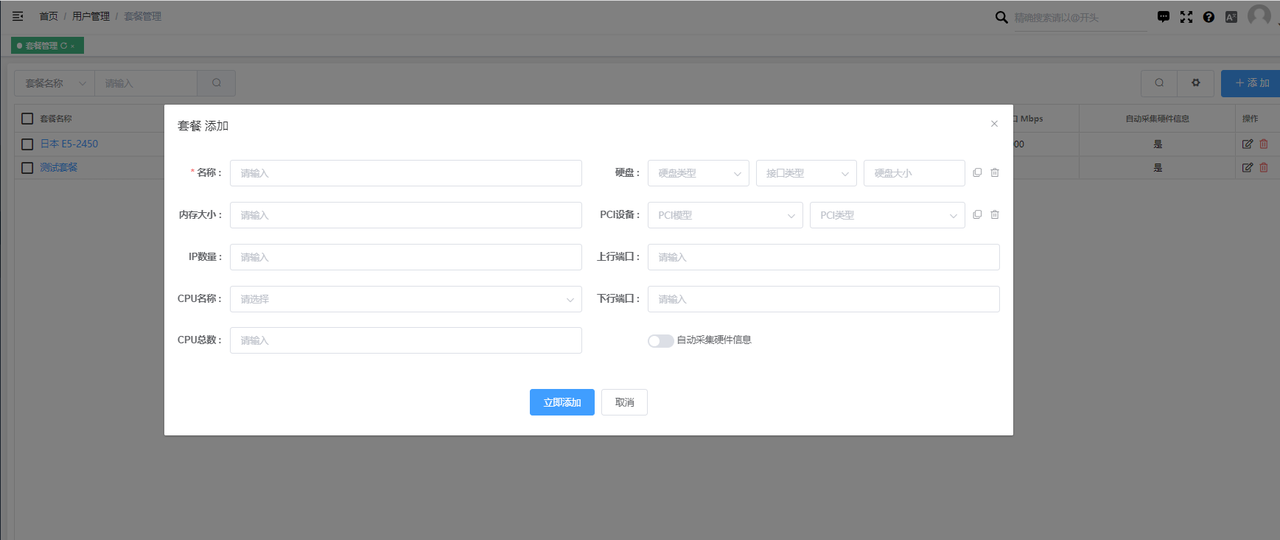 首页 / 用户管理 / 套餐管理
精确搜索请以@开头
套餐管理
套餐名称 请输入
添 加
套餐名称 口 Mbps 自动采集硬件信息 操作
日本 E5-2450 00 是
测试套餐 是
套餐 添加
* 名称： 请输入 硬盘： 硬盘类型 接口类型 硬盘大小
内存大小： 请输入 PCI设备： PCI模型 PCI类型
IP数量： 请输入 上行端口： 请输入
CPU名称： 请选择 下行端口： 请输入
CPU总数： 请输入 自动采集硬件信息
立即添加 取消